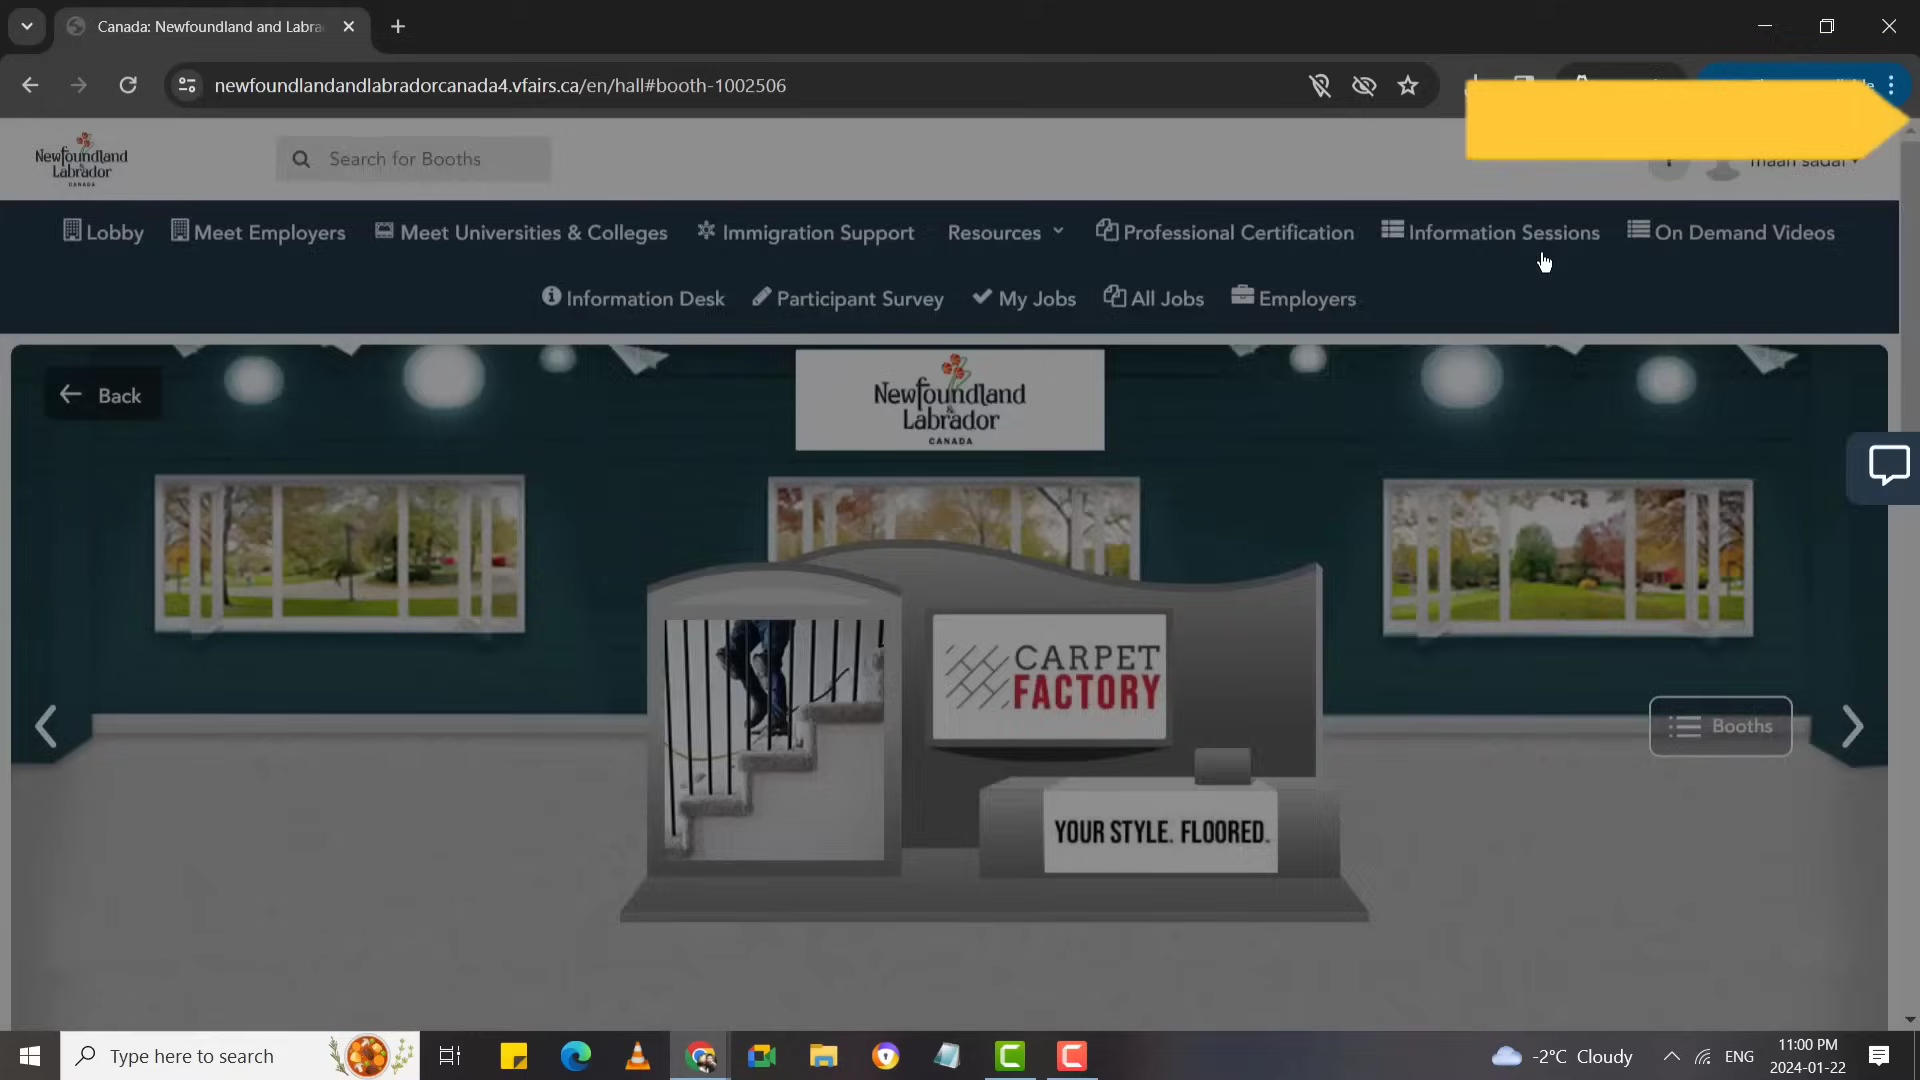 Canada: Newfoundland and Labra
newfoundlandandlabradorcanada4.vfairs.ca/en/hall#booth-1002506
Newfoundland
&
Labrador
CANADA
Search for Booths
maan sadal
Lobby
Meet Employers
Meet Universities & Colleges
Immigration Support
Resources
Professional Certification
Information Sessions
On Demand Videos
Information Desk
Participant Survey
My Jobs
All Jobs
Employers
Back
Newfoundland
&
Labrador
CANADA
CARPET
FACTORY
Booths
YOUR STYLE. FLOORED.
Type here to search
-2°C Cloudy
ENG
11:00 PM
2024-01-22